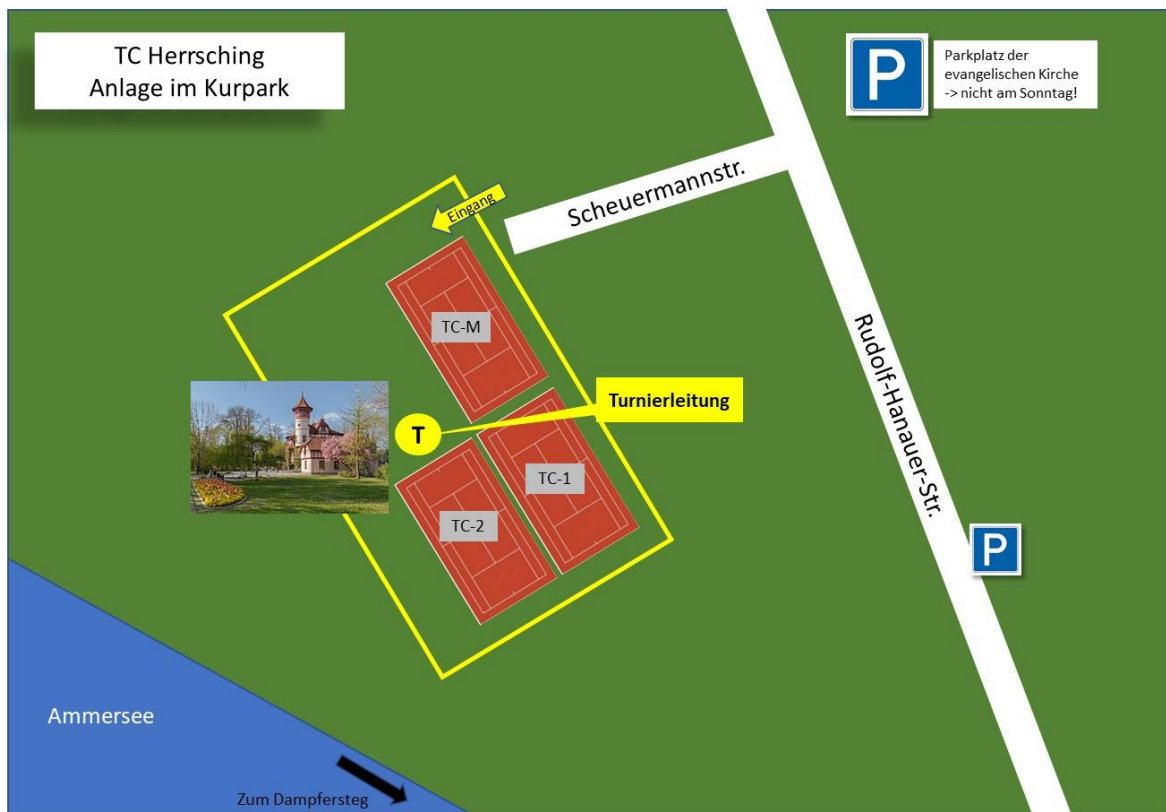 TC Herrsching
Anlage im Kurpark
P
Parkplatz der
evangelischen Kirche
-> nicht am Sonntag!
Scheuermannstr.
Eingang
TC-M
Rudolf-Hanauer-Str.
Turnierleitung
T
TC-1
TC-2
P
Ammersee
Zum Dampfersteg